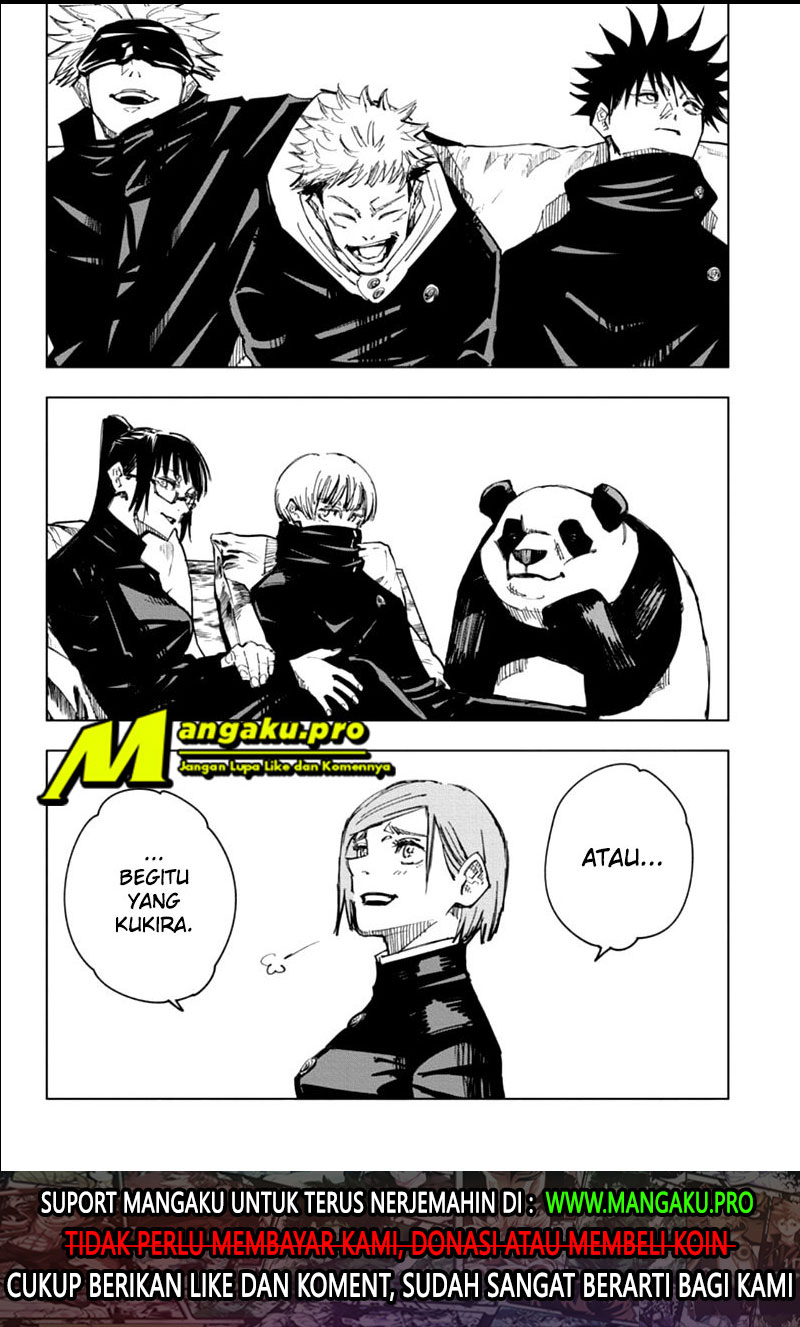 Mangaku.pro
Jangan Lupa Like dan Komennya
ATAU...
...
BEGITU
YANG
KUKIRA.
SUPORT MANGAKU UNTUK TERUS NERJEMAHIN DI : WWW.MANGAKU.PRO
TIDAK PERLU MEMBAYAR KAMI, DONASI ATAU MEMBELI KOIN
CUKUP BERIKAN LIKE DAN KOMENT, SUDAH SANGAT BERARTI BAGI KAMI